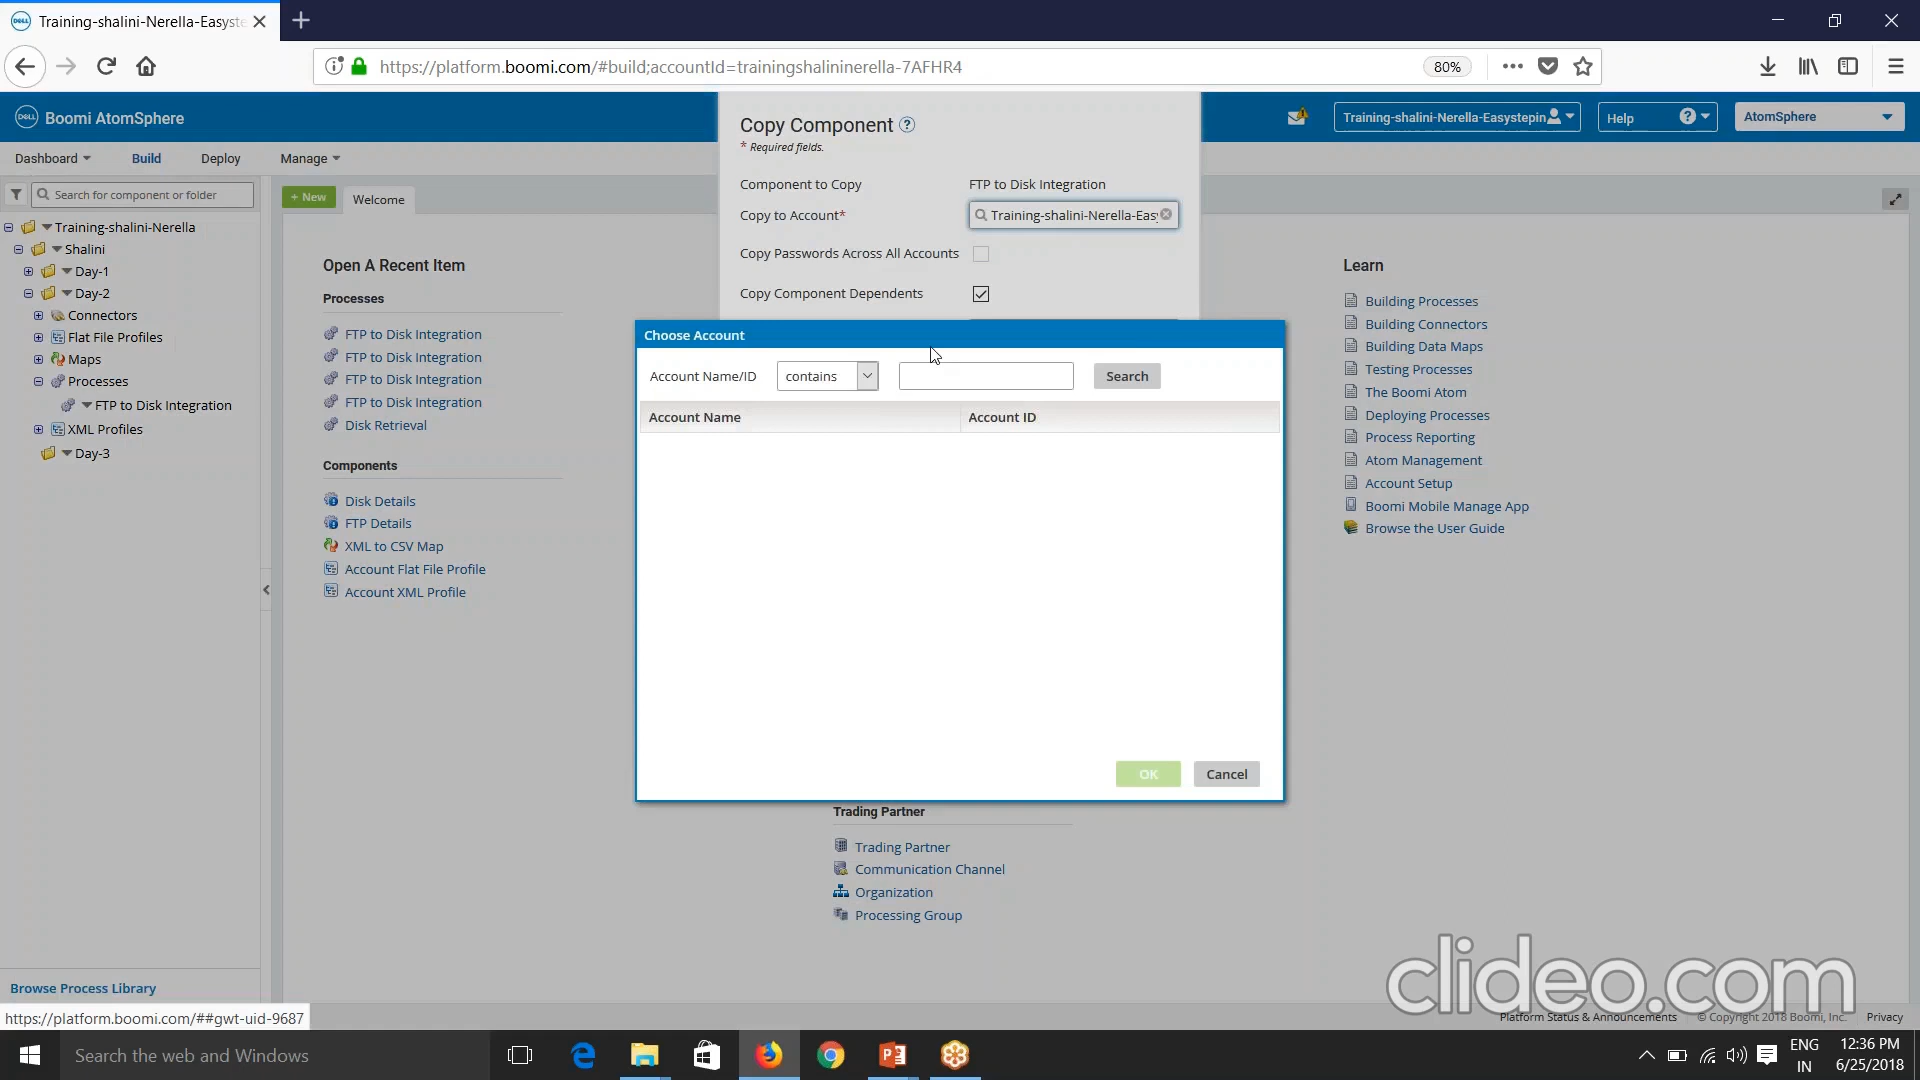 Training-shalini-Nerella-Easyste
https://platform.boomi.com/#build;accountId=trainingshalininerella-7AFHR4
80%
DELL
Boomi AtomSphere
Training-shalini-Nerella-Easystepin
Help
AtomSphere
Dashboard
Build
Deploy
Manage
Search for component or folder
+ New
Welcome
Copy Component
* Required fields.
Component to Copy
FTP to Disk Integration
Copy to Account*
Training-shalini-Nerella-Eas
Copy Passwords Across All Accounts
Copy Component Dependents
Training-shalini-Nerella
Shalini
Day-1
Day-2
Connectors
Flat File Profiles
Maps
Processes
FTP to Disk Integration
XML Profiles
Day-3
Open A Recent Item
Processes
FTP to Disk Integration
FTP to Disk Integration
FTP to Disk Integration
FTP to Disk Integration
Disk Retrieval
Components
Disk Details
FTP Details
XML to CSV Map
Account Flat File Profile
Account XML Profile
Choose Account
Account Name/ID
contains
Search
Account Name
Account ID
OK
Cancel
Trading Partner
Trading Partner
Communication Channel
Organization
Processing Group
Learn
Building Processes
Building Connectors
Building Data Maps
Testing Processes
The Boomi Atom
Deploying Processes
Process Reporting
Atom Management
Account Setup
Boomi Mobile Manage App
Browse the User Guide
clideo.com
Browse Process Library
https://platform.boomi.com/##gwt-uid-9687
Platform Status & Announcements
© Copyright 2018 Boomi, Inc.
Privacy
Search the web and Windows
ENG
IN
12:36 PM
6/25/2018